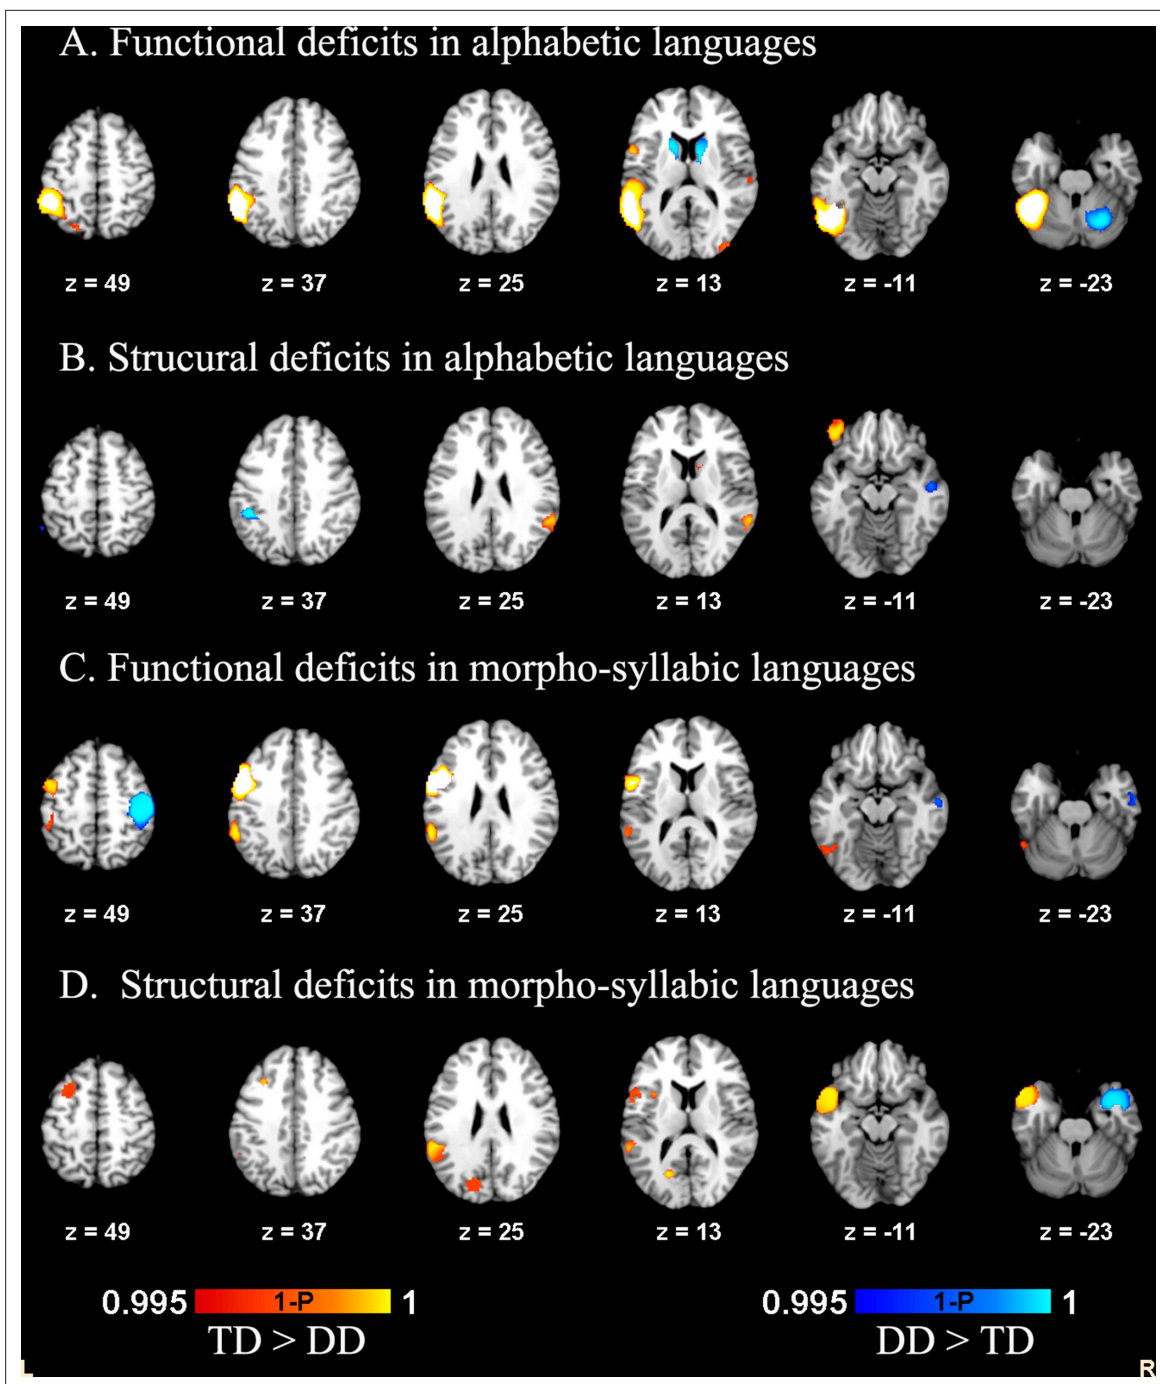 A. Functional deficits in alphabetic languages
z = 49 z = 37 z = 25 z = 13 z = -11 z = -23
B. Strucural deficits in alphabetic languages
z = 49 z = 37 z = 25 z = 13 z = -11 z = -23
C. Functional deficits in morpho-syllabic languages
z = 49 z = 37 z = 25 z = 13 z = -11 z = -23
D. Structural deficits in morpho-syllabic languages
z = 49 z = 37 z = 25 z = 13 z = -11 z = -23
0.995 1-P 1 0.995 1-P 1
TD > DD DD > TD
L R